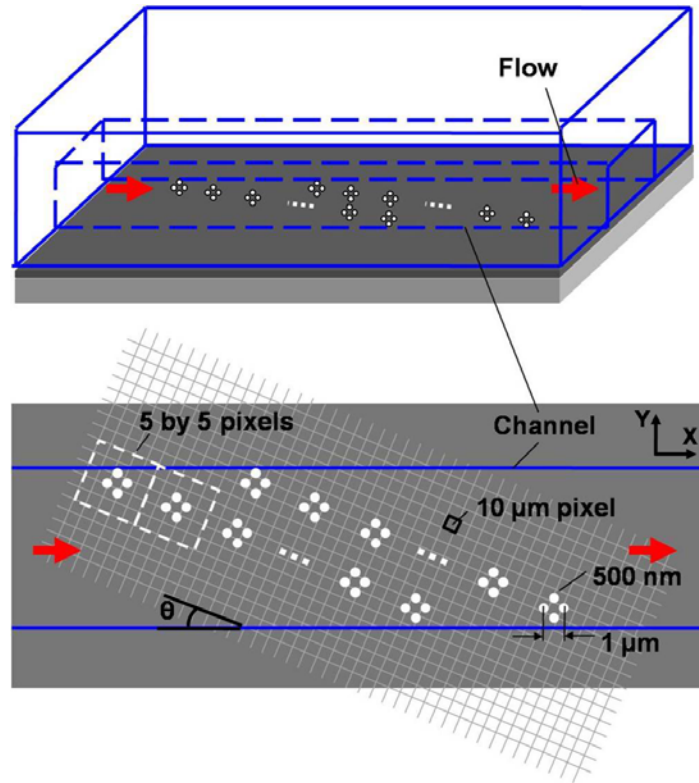 Flow
5 by 5 pixels
Channel
Y
X
10 µm pixel
500 nm
θ
1 µm